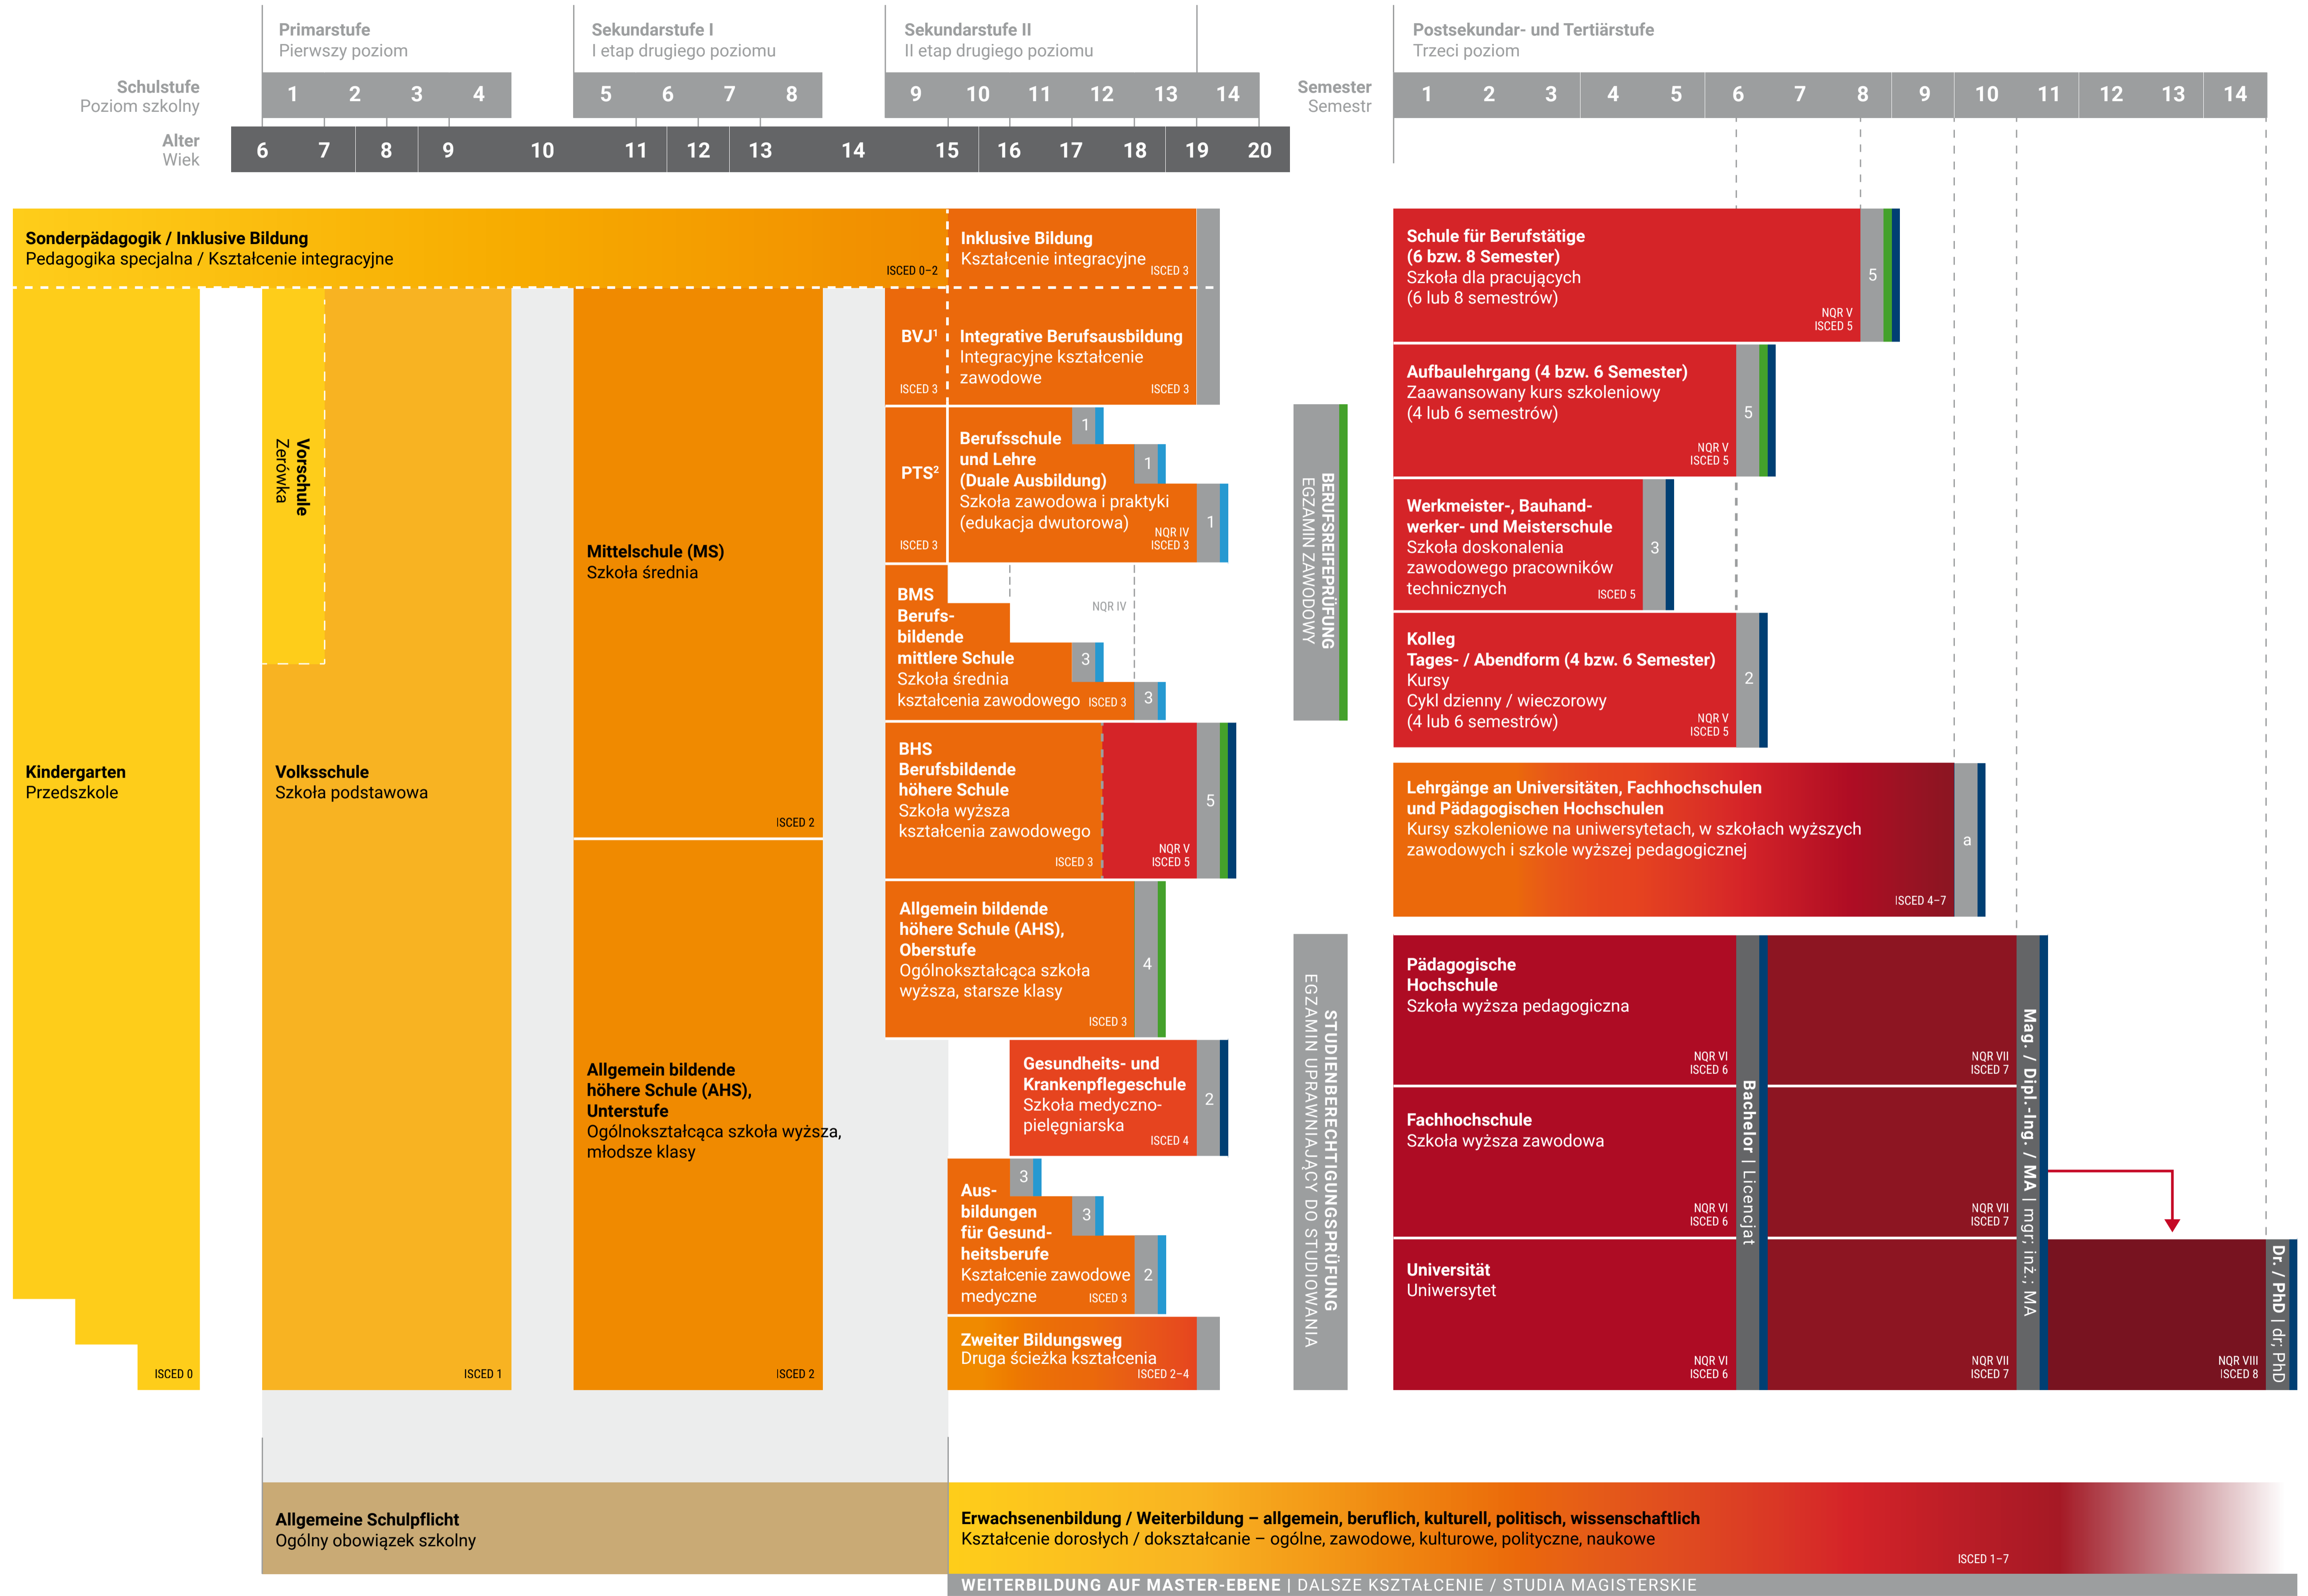 Primarstufe
Pierwszy poziom
Sekundarstufe I
I etap drugiego poziomu
Sekundarstufe II
II etap drugiego poziomu
Postsekundar- und Tertiärstufe
Trzeci poziom
Schulstufe
Poziom szkolny
1 2 3 4 5 6 7 8 9 10 11 12 13 14
Semester
Semestr
1 2 3 4 5 6 7 8 9 10 11 12 13 14
Alter
Wiek
6 7 8 9 10 11 12 13 14 15 16 17 18 19 20
Sonderpädagogik / Inklusive Bildung
Pedagogika specjalna / Kształcenie integracyjne
ISCED 0–2
Inklusive Bildung
Kształcenie integracyjne
ISCED 3
Kindergarten
Przedszkole
ISCED 0
Vorschule
Zerówka
Volksschule
Szkoła podstawowa
ISCED 1
Mittelschule (MS)
Szkoła średnia
ISCED 2
Allgemein bildende
höhere Schule (AHS),
Unterstufe
Ogólnokształcąca szkoła wyższa,
młodsze klasy
ISCED 2
BVJ¹
ISCED 3
Integrative Berufsausbildung
Integracyjne kształcenie
zawodowe
ISCED 3
PTS²
ISCED 3
Berufsschule
und Lehre
(Duale Ausbildung)
Szkoła zawodowa i praktyki
(edukacja dwutorowa)
NQR IV
ISCED 3
1
1
1
BMS
Berufs-
bildende
mittlere Schule
Szkoła średnia
kształcenia zawodowego
ISCED 3
NQR IV
3
3
BHS
Berufsbildende
höhere Schule
Szkoła wyższa
kształcenia zawodowego
ISCED 3
NQR V
ISCED 5
5
Allgemein bildende
höhere Schule (AHS),
Oberstufe
Ogólnokształcąca szkoła
wyższa, starsze klasy
ISCED 3
4
Gesundheits- und
Krankenpflegeschule
Szkoła medyczno-
pielęgniarska
ISCED 4
2
Aus-
bildungen
für Gesund-
heitsberufe
Kształcenie zawodowe
medyczne
ISCED 3
3
3
2
Zweiter Bildungsweg
Druga ścieżka kształcenia
ISCED 2–4
BERUFSREIFEPRÜFUNG
EGZAMIN ZAWODOWY
STUDIENBERECHTIGUNGSPRÜFUNG
EGZAMIN UPRAWNIAJĄCY DO STUDIOWANIA
Schule für Berufstätige
(6 bzw. 8 Semester)
Szkoła dla pracujących
(6 lub 8 semestrów)
NQR V
ISCED 5
5
Aufbaulehrgang (4 bzw. 6 Semester)
Zaawansowany kurs szkoleniowy
(4 lub 6 semestrów)
NQR V
ISCED 5
5
Werkmeister-, Bauhand-
werker- und Meisterschule
Szkoła doskonalenia
zawodowego pracowników
technicznych
ISCED 5
3
Kolleg
Tages- / Abendform (4 bzw. 6 Semester)
Kursy
Cykl dzienny / wieczorowy
(4 lub 6 semestrów)
NQR V
ISCED 5
2
Lehrgänge an Universitäten, Fachhochschulen
und Pädagogischen Hochschulen
Kursy szkoleniowe na uniwersytetach, w szkołach wyższych
zawodowych i szkole wyższej pedagogicznej
ISCED 4–7
a
Pädagogische
Hochschule
Szkoła wyższa pedagogiczna
NQR VI
ISCED 6
NQR VII
ISCED 7
Fachhochschule
Szkoła wyższa zawodowa
NQR VI
ISCED 6
NQR VII
ISCED 7
Universität
Uniwersytet
NQR VI
ISCED 6
NQR VII
ISCED 7
NQR VIII
ISCED 8
Bachelor | Licencjat
Mag. / Dipl.-Ing. / MA | mgr; inż.; MA
Dr. / PhD | dr; PhD
Allgemeine Schulpflicht
Ogólny obowiązek szkolny
Erwachsenenbildung / Weiterbildung – allgemein, beruflich, kulturell, politisch, wissenschaftlich
Kształcenie dorosłych / dokształcanie – ogólne, zawodowe, kulturowe, polityczne, naukowe
ISCED 1–7
WEITERBILDUNG AUF MASTER-EBENE | DALSZE KSZTAŁCENIE / STUDIA MAGISTERSKIE